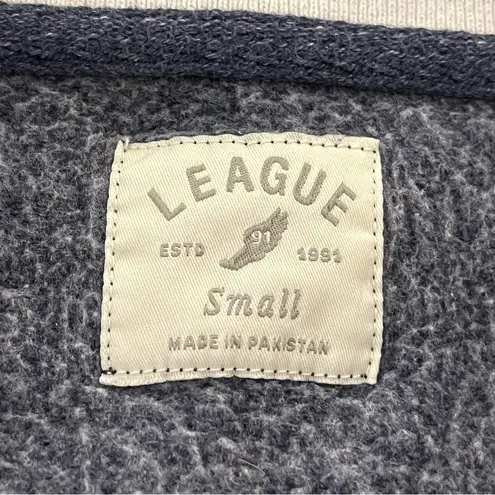 LEAGUE
ESTD 91 1991
Small
MADE IN PAKISTAN